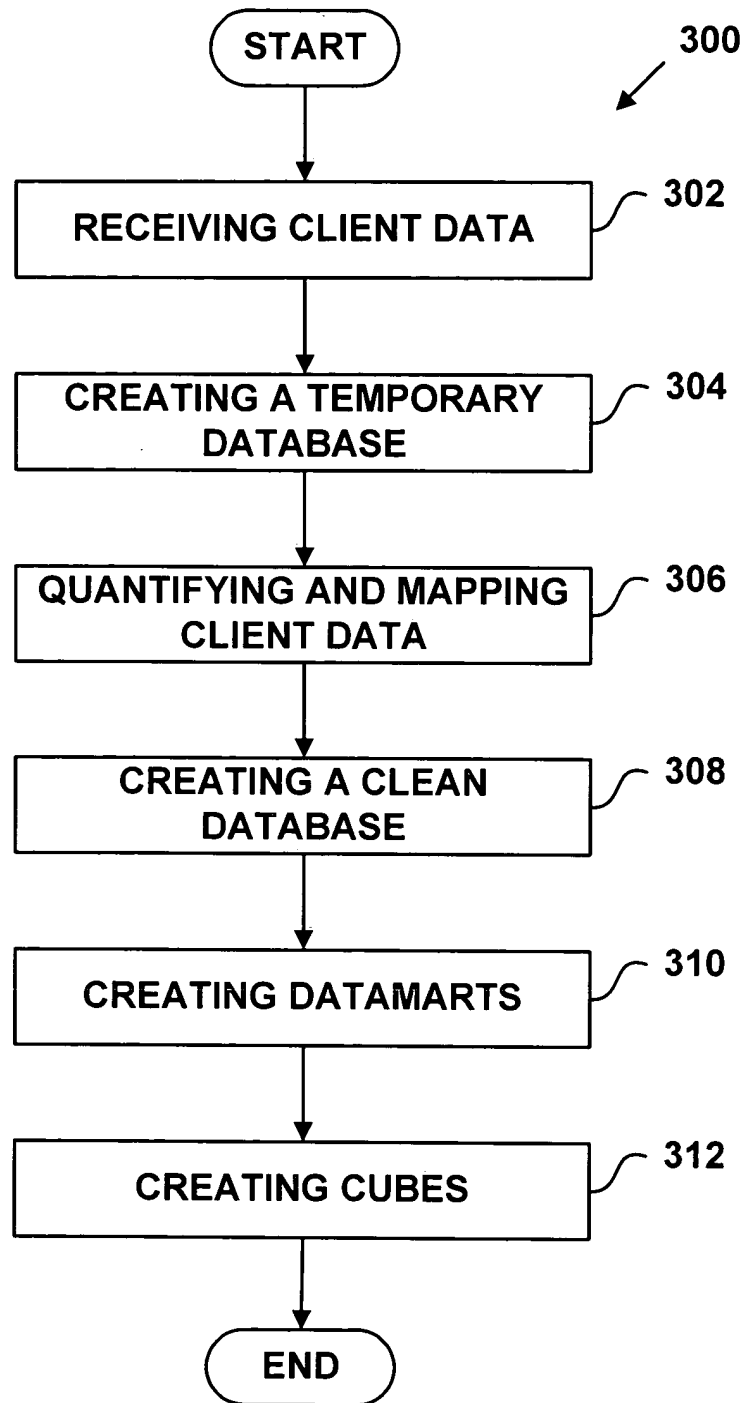 START
300
302
RECEIVING CLIENT DATA
304
CREATING A TEMPORARY
DATABASE
306
QUANTIFYING AND MAPPING
CLIENT DATA
308
CREATING A CLEAN
DATABASE
310
CREATING DATAMARTS
312
CREATING CUBES
END